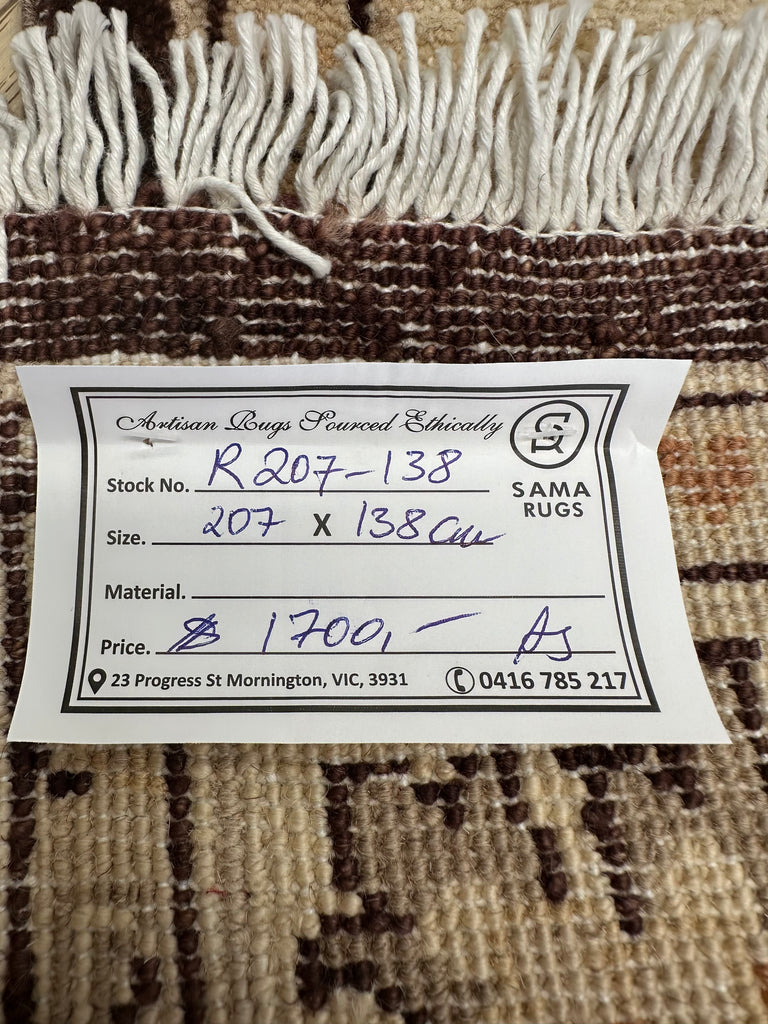 Artisan Rugs Sourced Ethically
SR
SAMA
RUGS
Stock No. R207-138
Size. 207 X 138 cm
Material.
Price. $ 1700,-
23 Progress St Mornington, VIC, 3931
0416 785 217